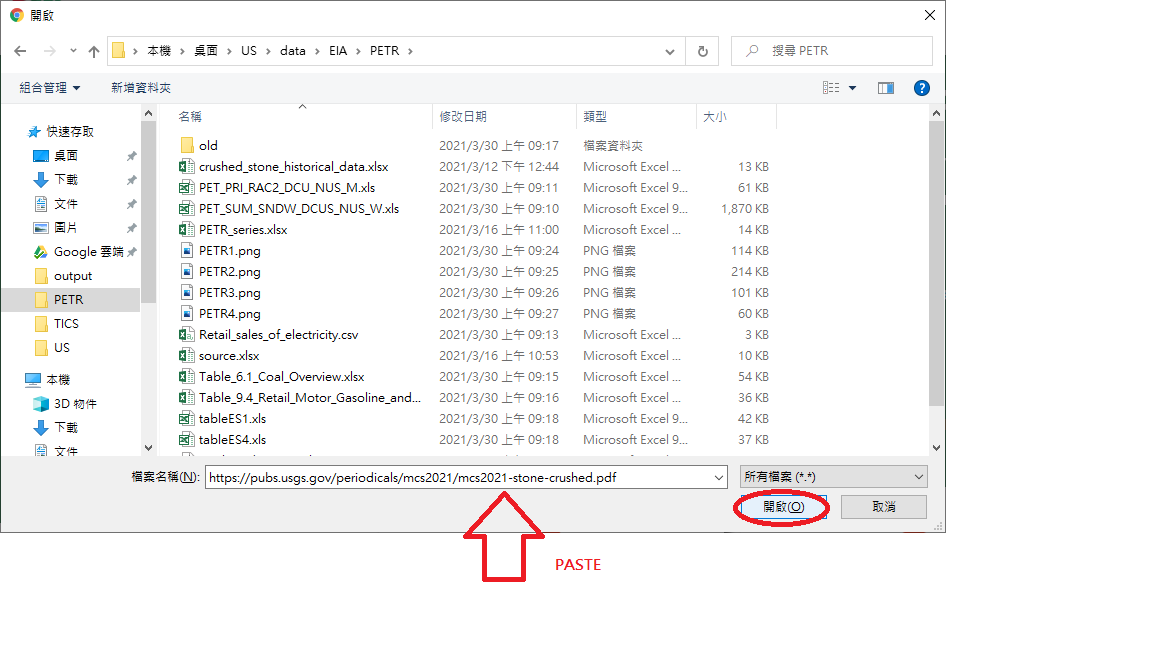 開啟
本機 › 桌面 › US › data › EIA › PETR ›
搜尋 PETR
組合管理
新增資料夾
?
快速存取
桌面
下載
文件
圖片
Google 雲端
output
PETR
TICS
US
本機
3D 物件
下載
文件
名稱 修改日期 類型 大小
old 2021/3/30 上午 09:17 檔案資料夾
crushed_stone_historical_data.xlsx 2021/3/12 下午 12:44 Microsoft Excel ... 13 KB
PET_PRI_RAC2_DCU_NUS_M.xls 2021/3/30 上午 09:11 Microsoft Excel 9... 61 KB
PET_SUM_SNDW_DCUS_NUS_W.xls 2021/3/30 上午 09:10 Microsoft Excel 9... 1,870 KB
PETR_series.xlsx 2021/3/16 上午 11:00 Microsoft Excel ... 14 KB
PETR1.png 2021/3/30 上午 09:24 PNG 檔案 114 KB
PETR2.png 2021/3/30 上午 09:25 PNG 檔案 214 KB
PETR3.png 2021/3/30 上午 09:26 PNG 檔案 101 KB
PETR4.png 2021/3/30 上午 09:27 PNG 檔案 60 KB
Retail_sales_of_electricity.csv 2021/3/30 上午 09:13 Microsoft Excel ... 3 KB
source.xlsx 2021/3/16 上午 10:53 Microsoft Excel ... 10 KB
Table_6.1_Coal_Overview.xlsx 2021/3/30 上午 09:15 Microsoft Excel ... 54 KB
Table_9.4_Retail_Motor_Gasoline_and... 2021/3/30 上午 09:16 Microsoft Excel ... 36 KB
tableES1.xls 2021/3/30 上午 09:18 Microsoft Excel 9... 42 KB
tableES4.xls 2021/3/30 上午 09:18 Microsoft Excel 9... 37 KB
檔案名稱(N): https://pubs.usgs.gov/periodicals/mcs2021/mcs2021-stone-crushed.pdf 所有檔案 (*.*)
開啟(O) 取消
PASTE